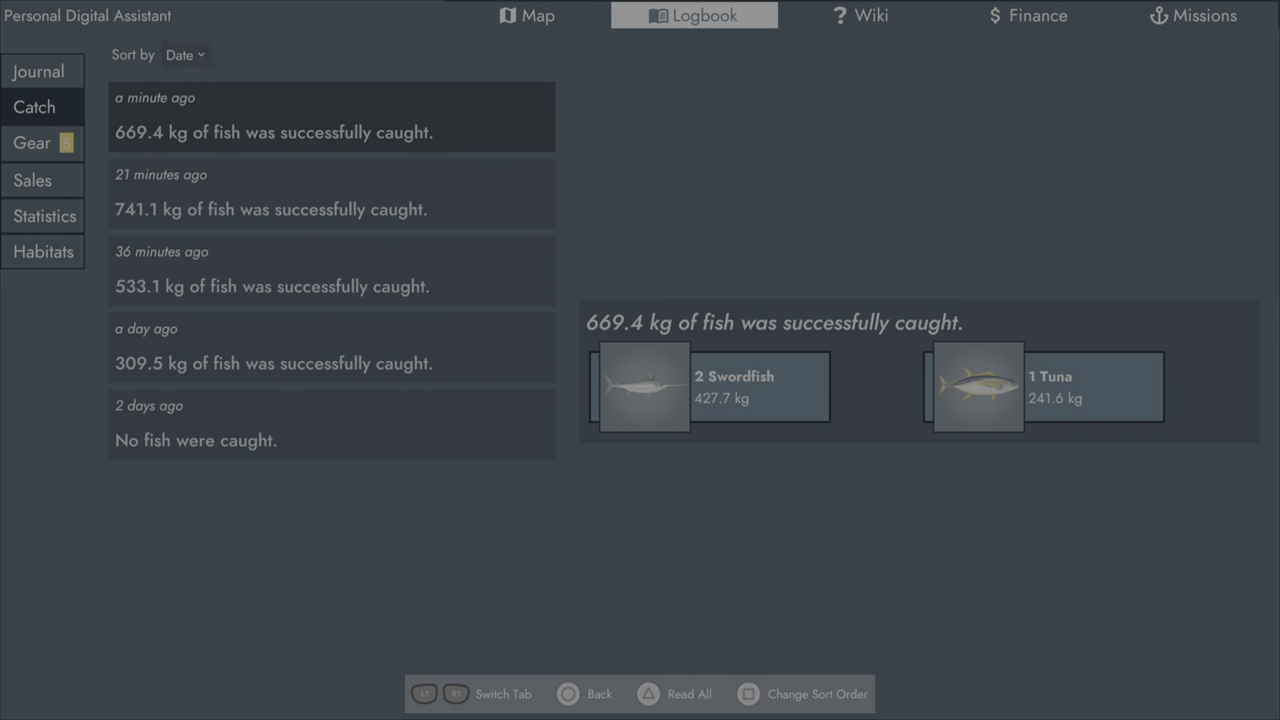 Personal Digital Assistant
Map
Logbook
Wiki
Finance
Missions
Sort by Date
Journal
Catch
Gear 5
Sales
Statistics
Habitats
a minute ago
669.4 kg of fish was successfully caught.
21 minutes ago
741.1 kg of fish was successfully caught.
36 minutes ago
533.1 kg of fish was successfully caught.
a day ago
309.5 kg of fish was successfully caught.
2 days ago
No fish were caught.
669.4 kg of fish was successfully caught.
2 Swordfish
427.7 kg
1 Tuna
241.6 kg
L1 R1 Switch Tab Back Read All Change Sort Order